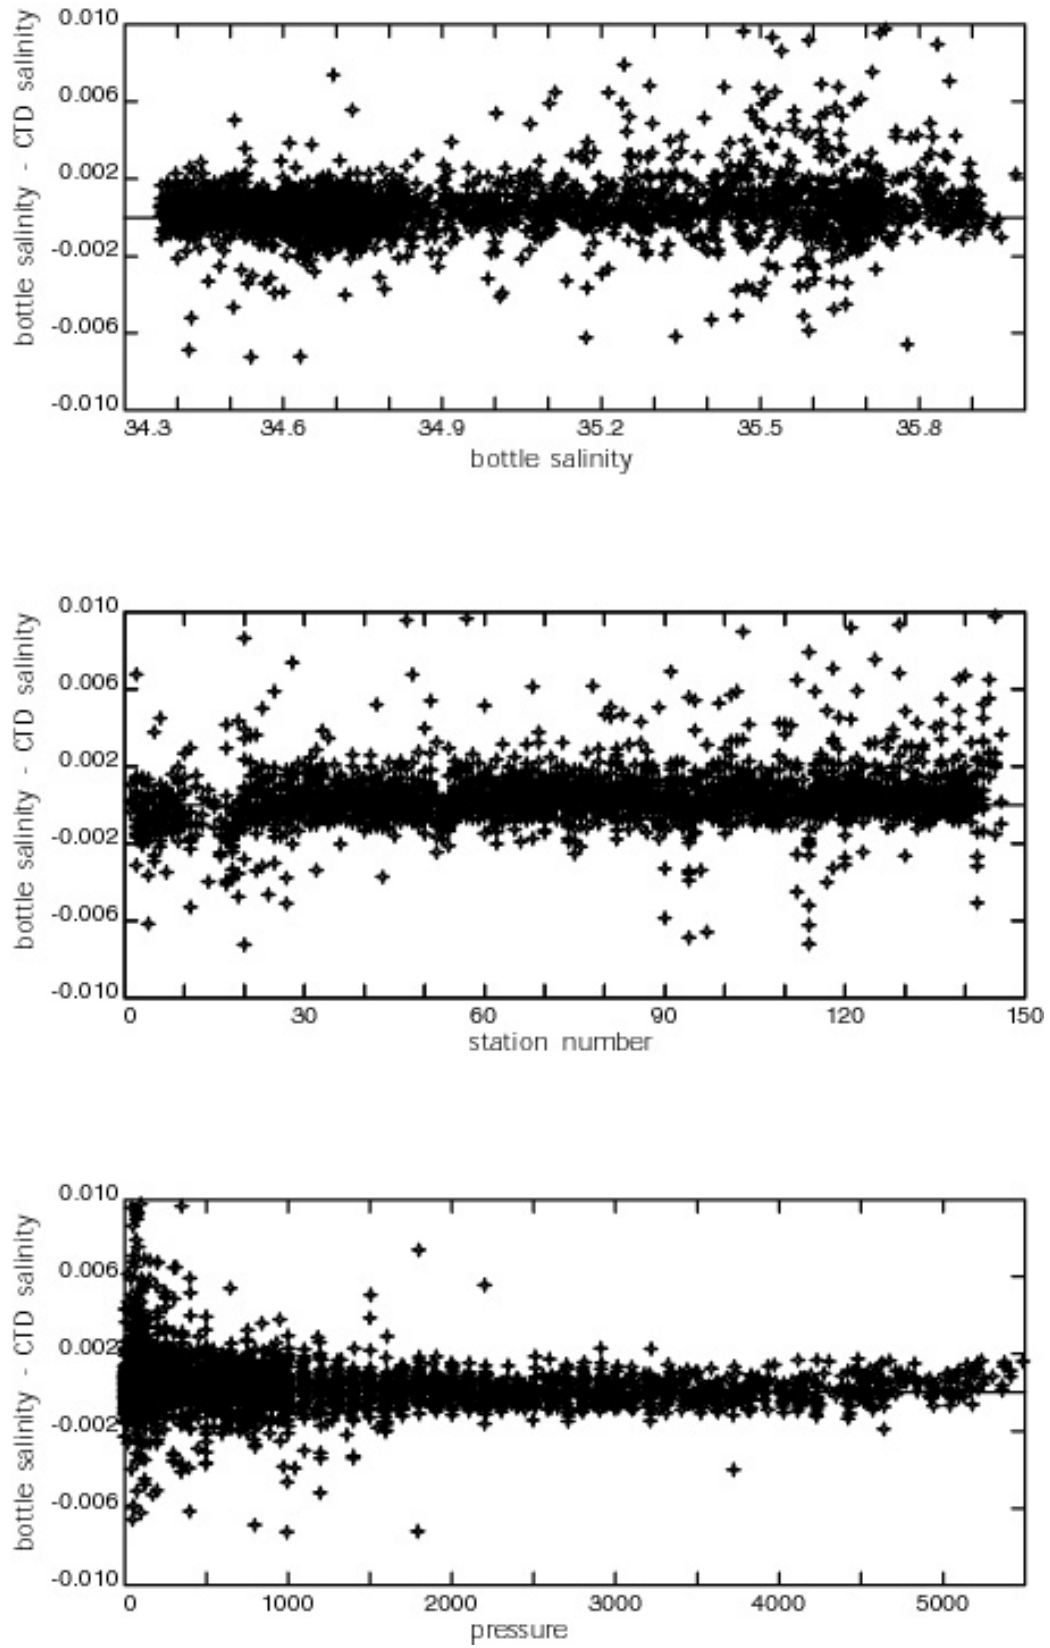 bottle salinity - CTD salinity
0.010
0.006
0.002
-0.002
-0.006
-0.010
34.3 34.6 34.9 35.2 35.5 35.8
bottle salinity
bottle salinity - CTD salinity
0.010
0.006
0.002
-0.002
-0.006
-0.010
0 30 60 90 120 150
station number
bottle salinity - CTD salinity
0.010
0.006
0.002
-0.002
-0.006
-0.010
0 1000 2000 3000 4000 5000
pressure